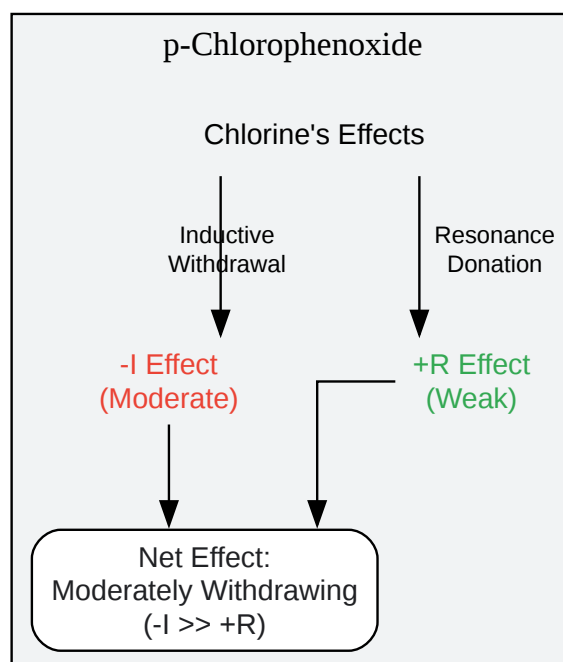 p-Chlorophenoxide
Chlorine's Effects
Inductive
Withdrawal
Resonance
Donation
-I Effect
(Moderate)
+R Effect
(Weak)
Net Effect:
Moderately Withdrawing
(-I >> +R)